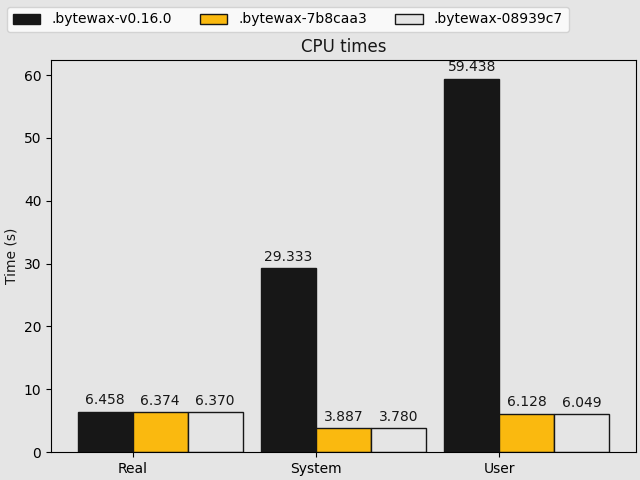 .bytewax-v0.16.0 .bytewax-7b8caa3 .bytewax-08939c7
CPU times
Time (s)
60
50
40
30
20
10
0
6.458 6.374 6.370
29.333 3.887 3.780
59.438 6.128 6.049
Real System User